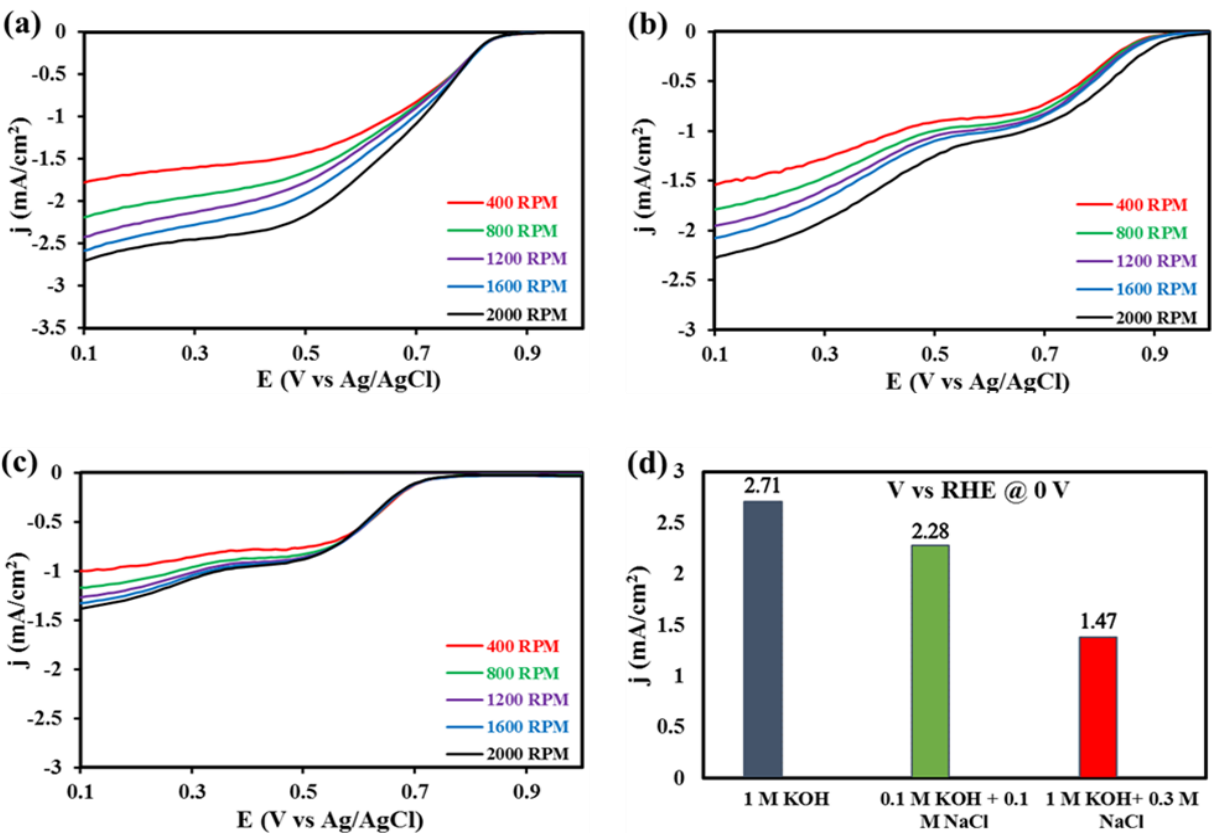 (a)
0
-0.5
-1
-1.5
-2
-2.5
-3
-3.5
j (mA/cm²)
400 RPM
800 RPM
1200 RPM
1600 RPM
2000 RPM
0.1 0.3 0.5 0.7 0.9
E (V vs Ag/AgCl)
(b)
0
-0.5
-1
-1.5
-2
-2.5
-3
j (mA/cm²)
400 RPM
800 RPM
1200 RPM
1600 RPM
2000 RPM
0.1 0.3 0.5 0.7 0.9
E (V vs Ag/AgCl)
(c)
0
-0.5
-1
-1.5
-2
-2.5
-3
j (mA/cm²)
400 RPM
800 RPM
1200 RPM
1600 RPM
2000 RPM
0.1 0.3 0.5 0.7 0.9
E (V vs Ag/AgCl)
(d)
V vs RHE @ 0 V
3
2.5
2
1.5
1
0.5
0
j (mA/cm²)
2.71
2.28
1.47
1 M KOH
0.1 M KOH + 0.1
M NaCl
1 M KOH+ 0.3 M
NaCl